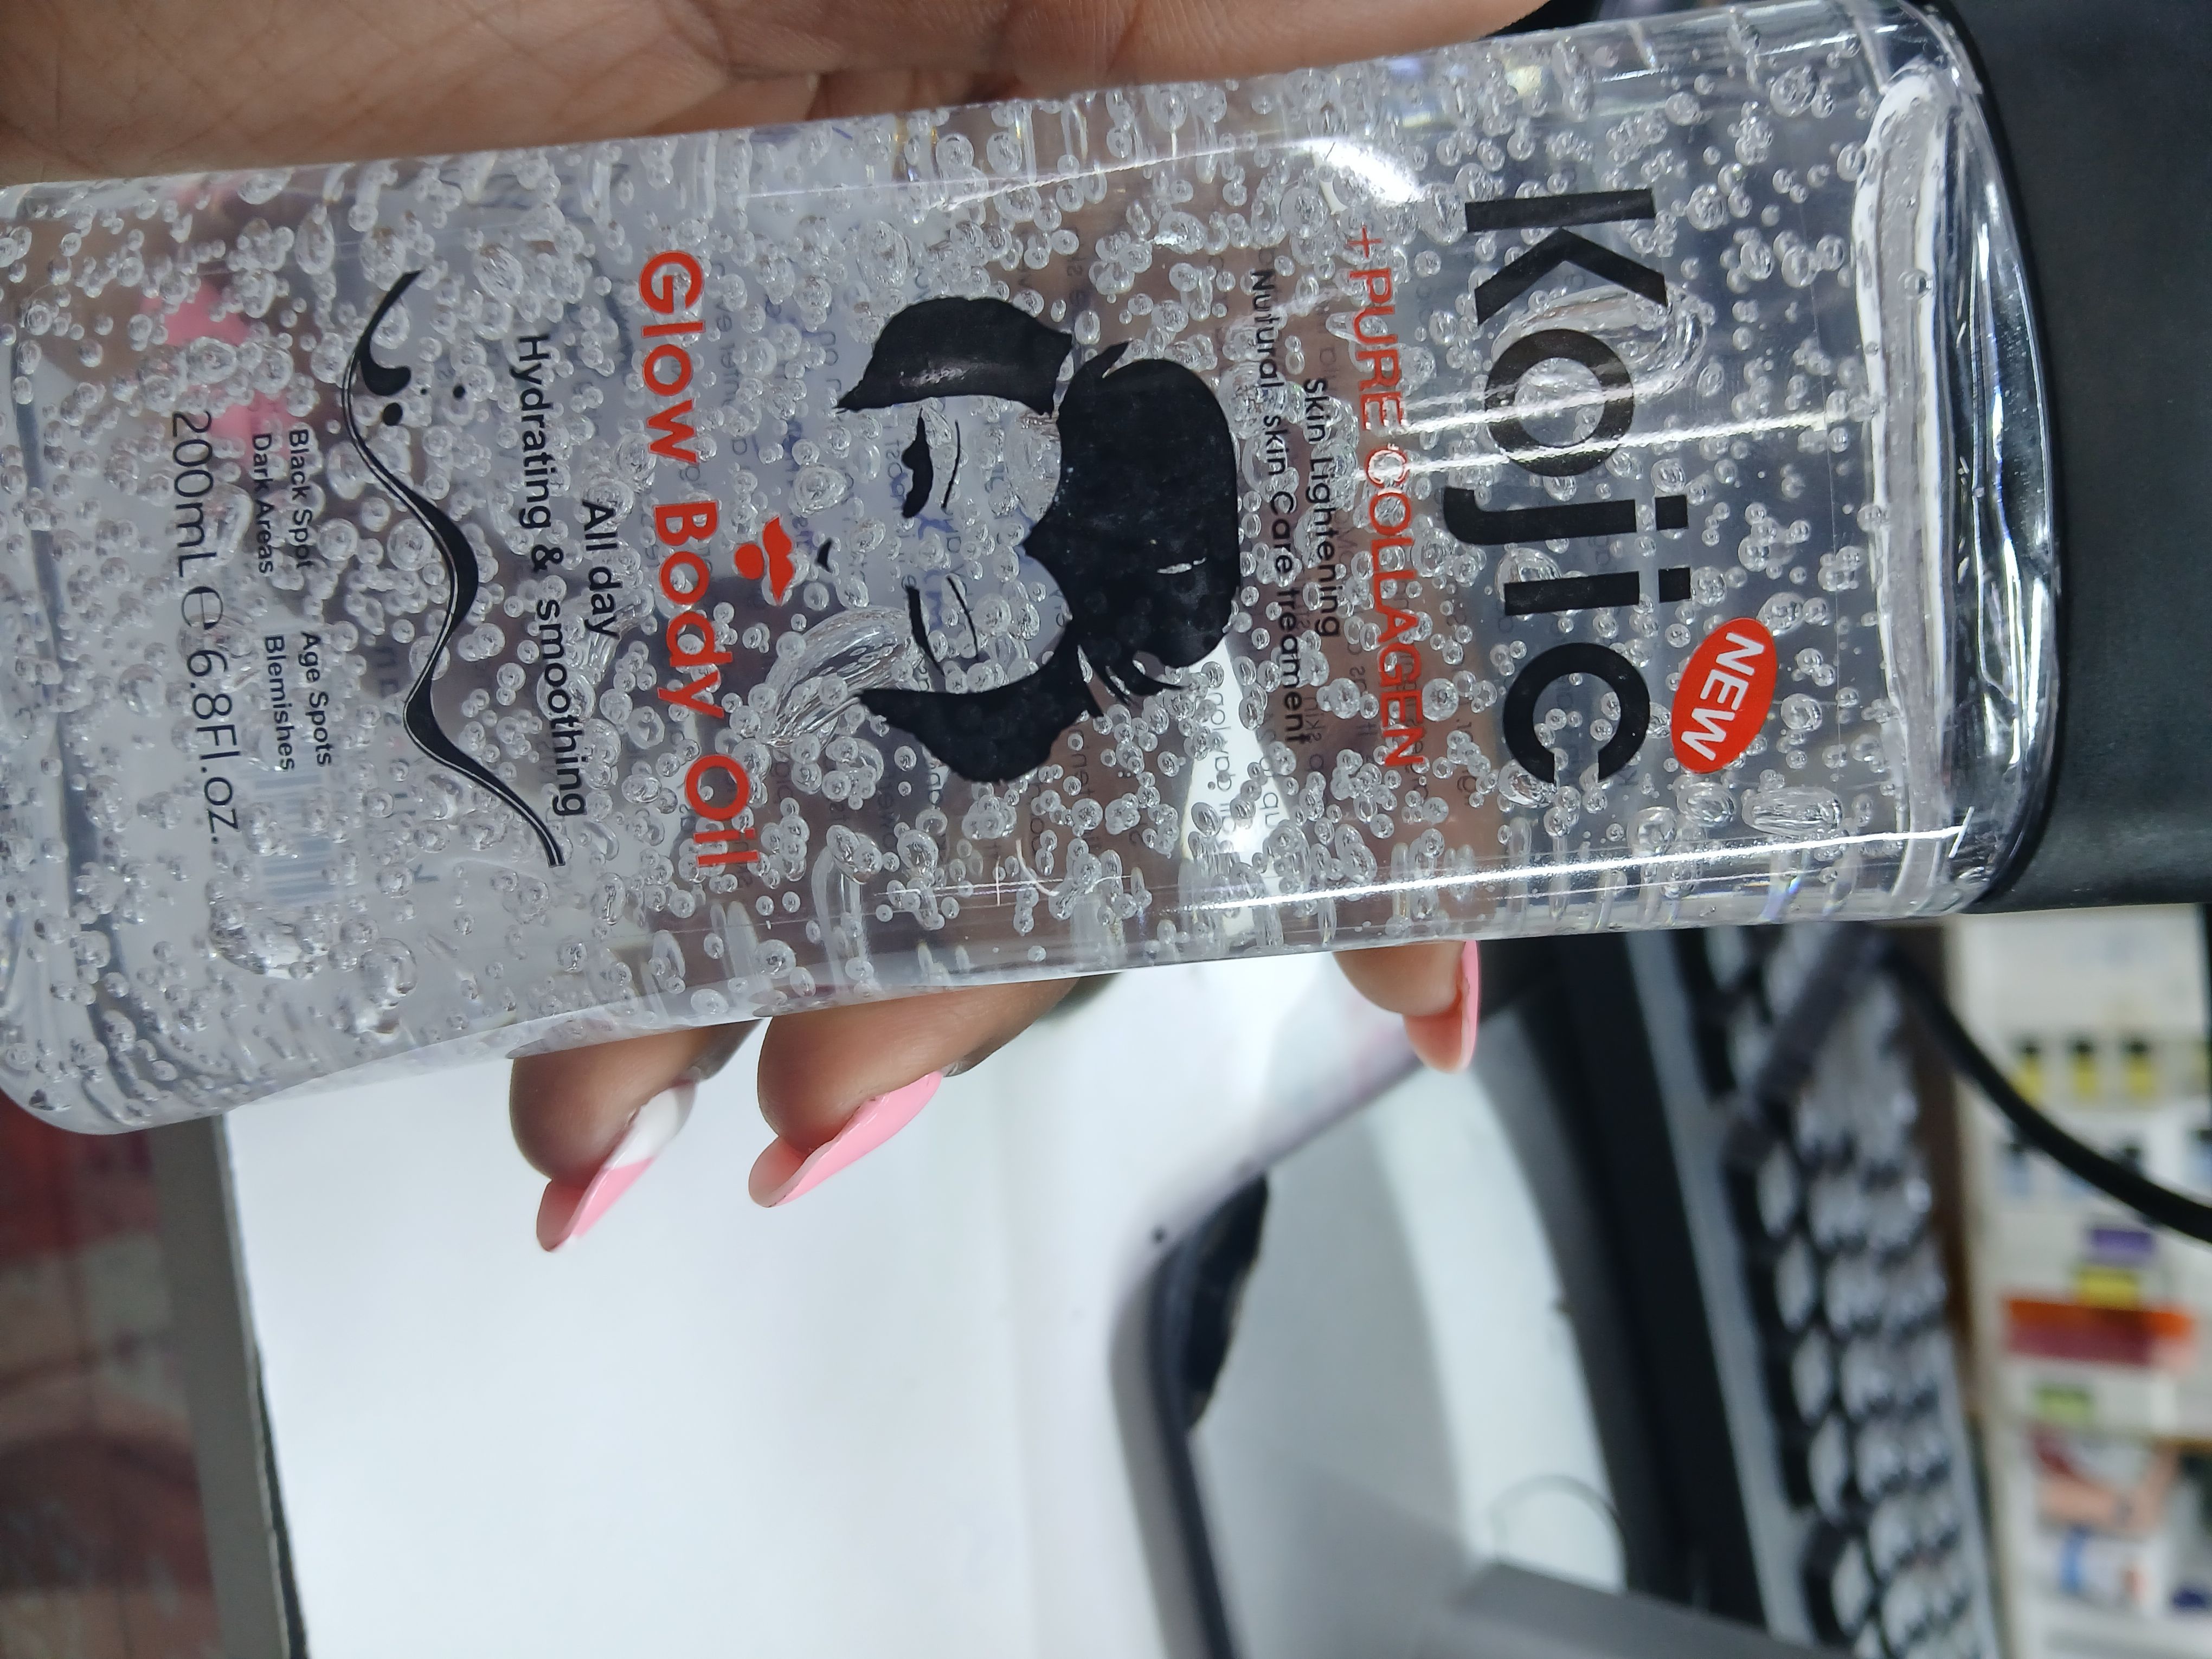 NEW
kojic
+PURE COLLAGEN
Skin Lightening
Nutural skin Care treament
Glow Body Oil
All day
Hydrating & smoothing
Black Spot
Dark Areas
Age Spots
Blemishes
200mL e 6.8Fl.oz.